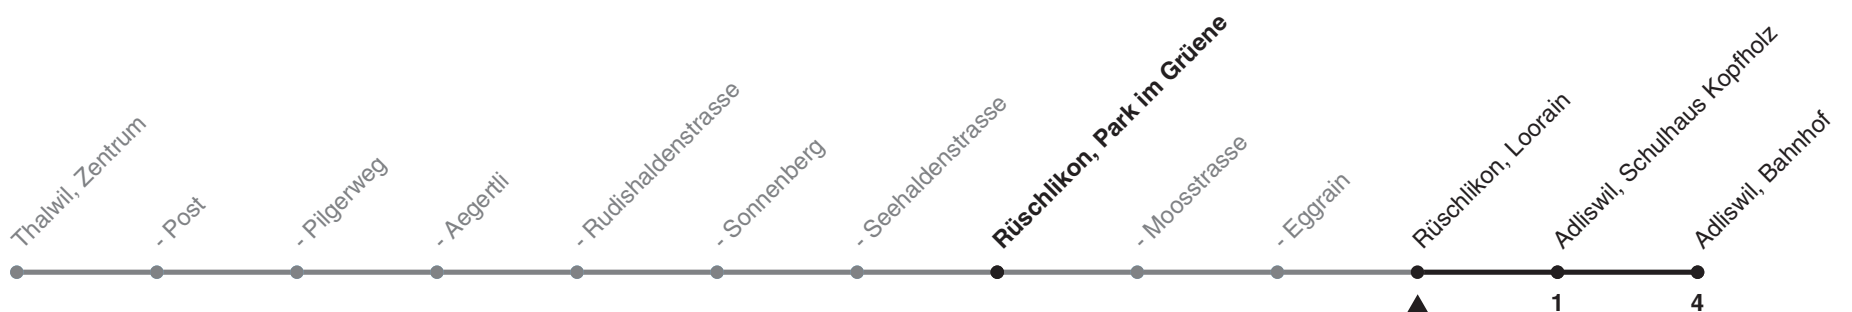 Thalwil, Zentrum
- Post
- Pilgerweg
- Aegertli
- Rudishaldenstrasse
- Sonnenberg
- Seehaldenstrasse
Rüschlikon, Park im Grüene
- Moosstrasse
- Eggrain
Rüschlikon, Loorain
Adliswil, Schulhaus Kopfholz
Adliswil, Bahnhof
1
4